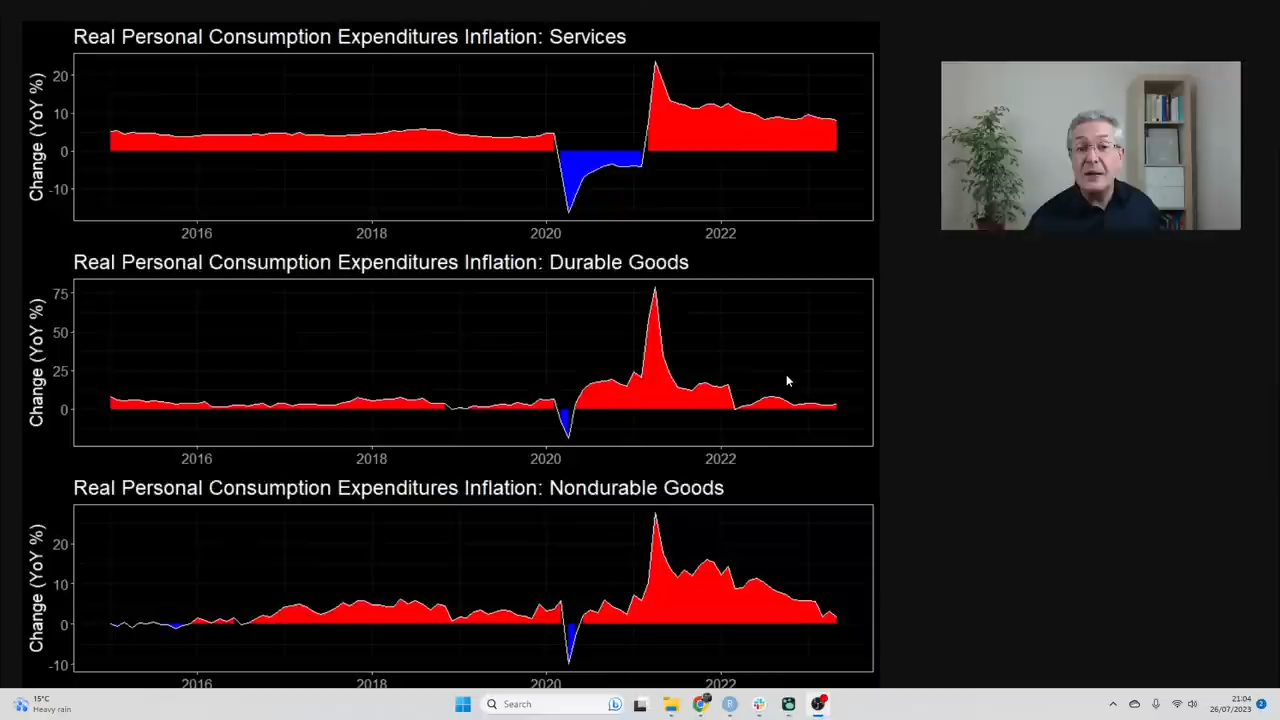 Real Personal Consumption Expenditures Inflation: Services
Change (YoY %)
20
10
0
-10
2016 2018 2020 2022
Real Personal Consumption Expenditures Inflation: Durable Goods
Change (YoY %)
75
50
25
0
2016 2018 2020 2022
Real Personal Consumption Expenditures Inflation: Nondurable Goods
Change (YoY %)
20
10
0
-10
2016 2018 2020 2022
15°C
Heavy rain
Search
21:04
26/07/2023